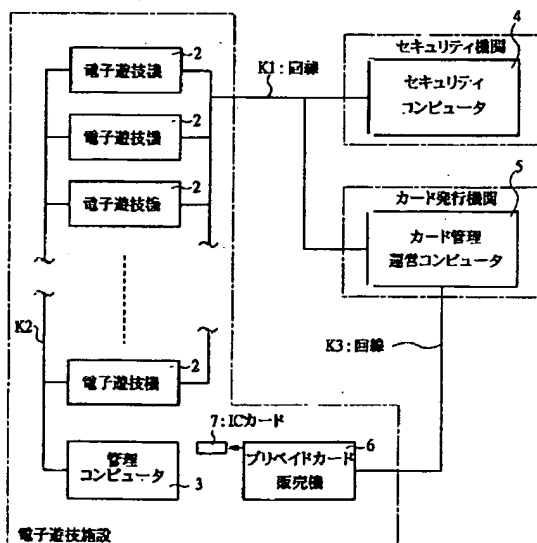 4
セキュリティ機関
セキュリティ
コンピュータ
K1:回線
電子遊技機
2
電子遊技機
2
電子遊技機
2
5
カード発行機関
カード管理
運営コンピュータ
K2
K3:回線
電子遊技機
2
7:ICカード
6
プリペイドカード
販売機
管理
コンピュータ
3
電子遊技施設